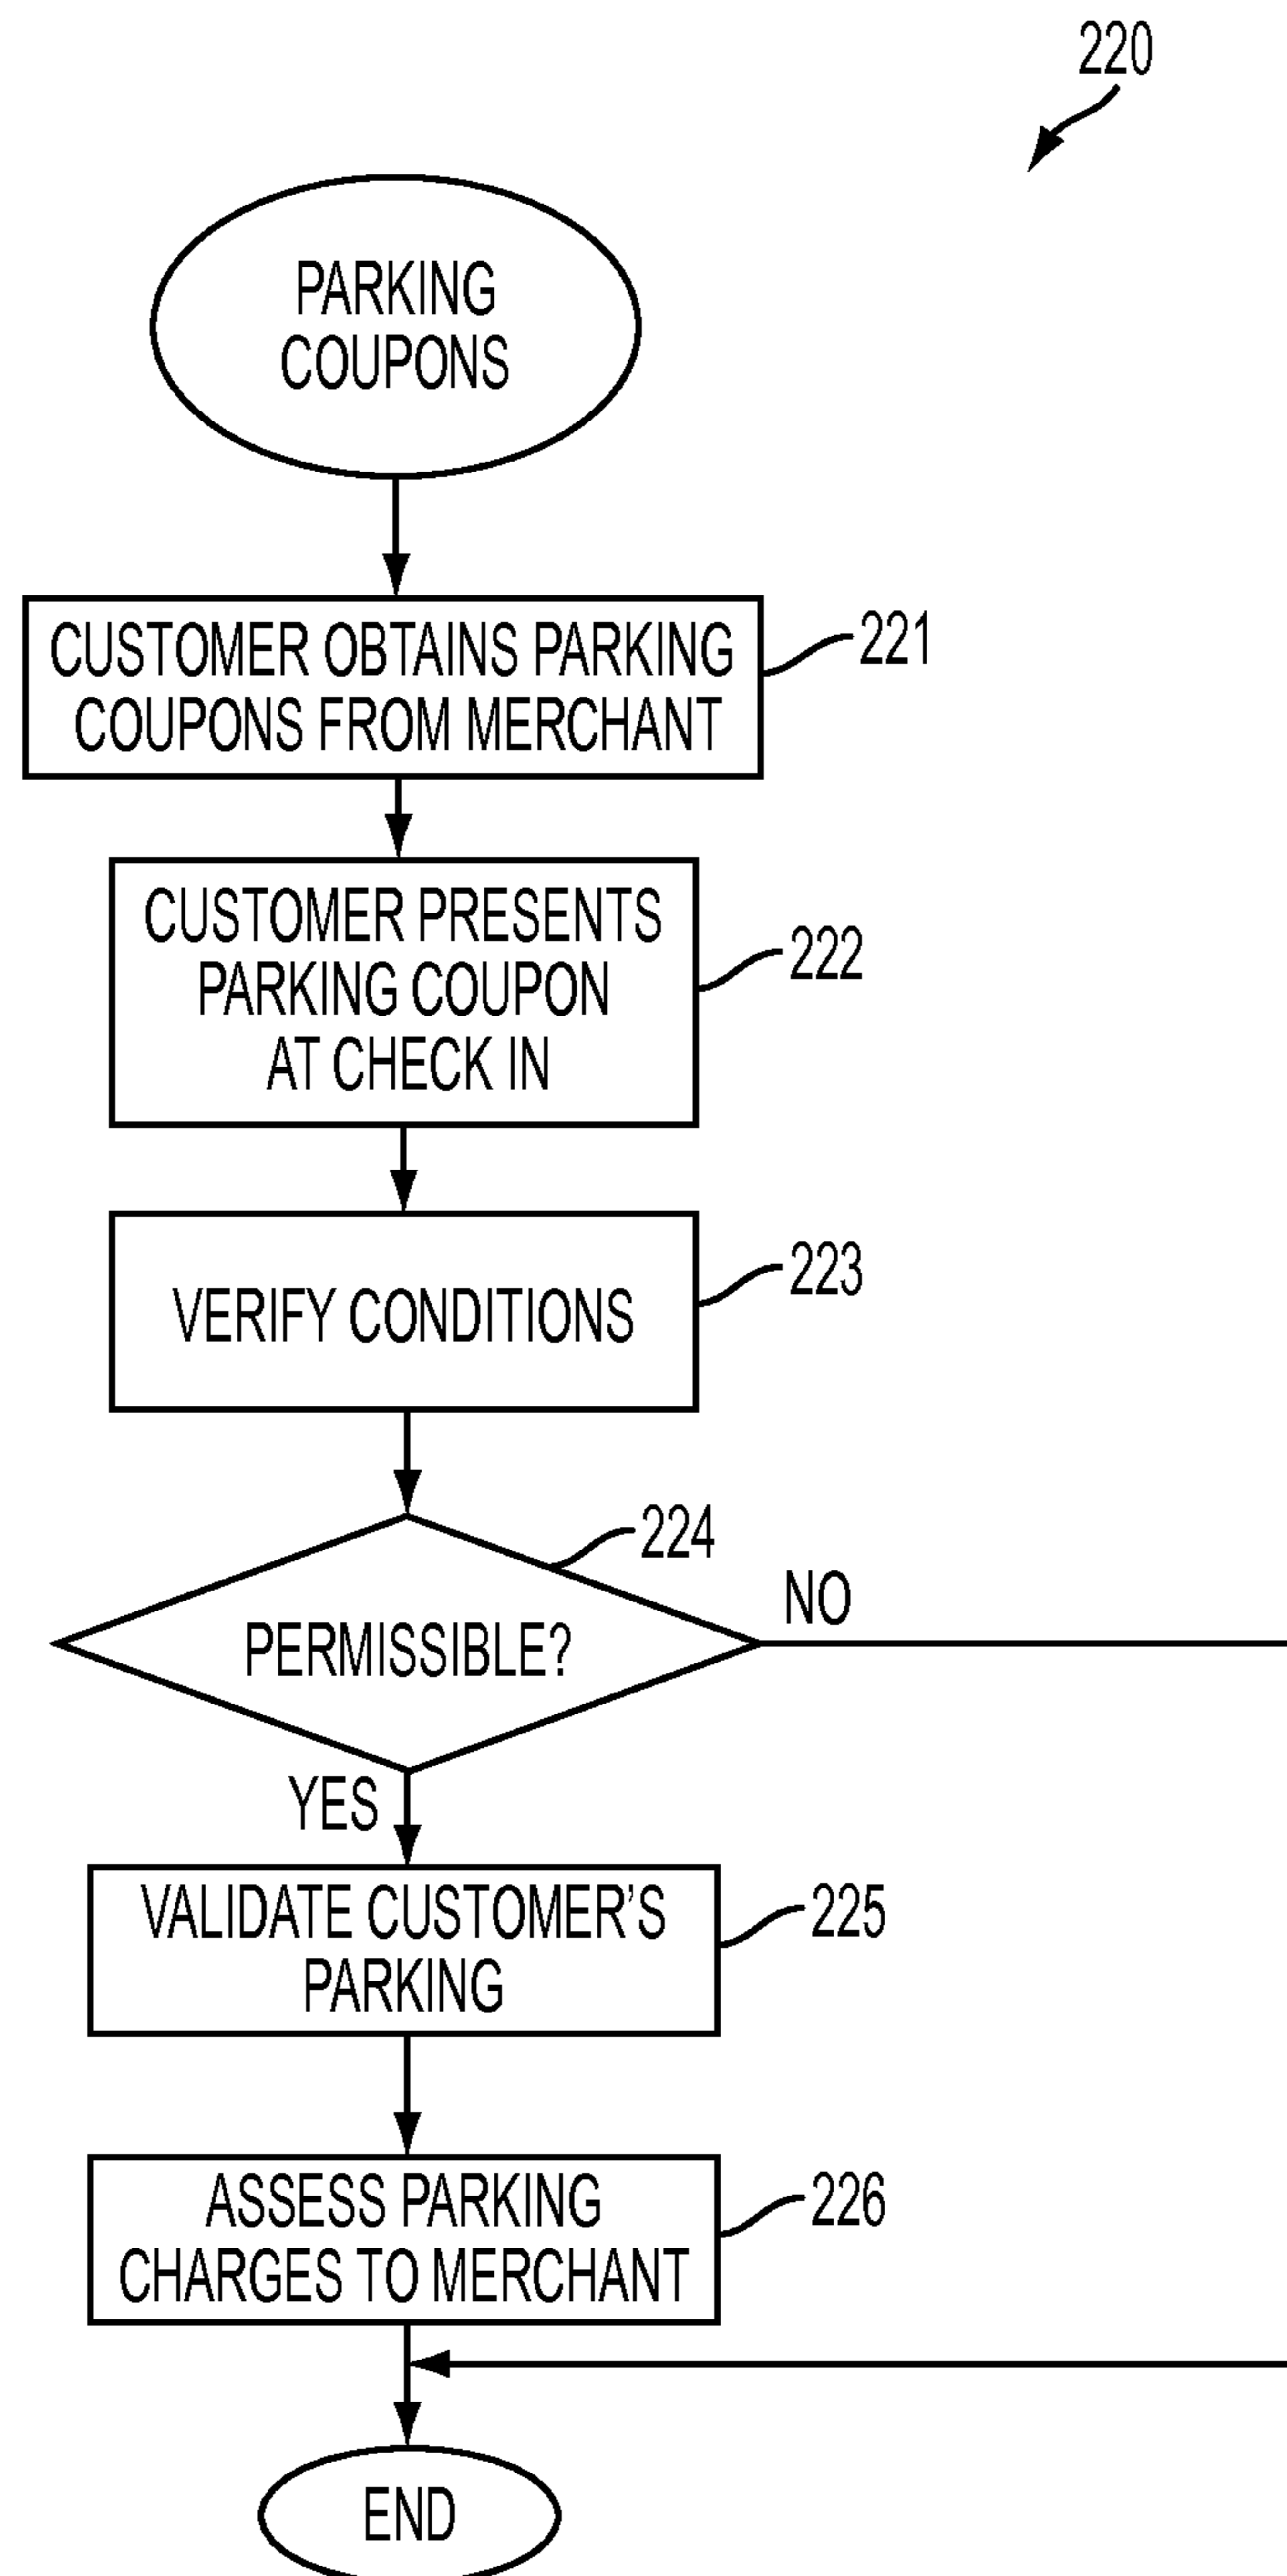 220
PARKING
COUPONS
CUSTOMER OBTAINS PARKING
COUPONS FROM MERCHANT
221
CUSTOMER PRESENTS
PARKING COUPON
AT CHECK IN
222
VERIFY CONDITIONS
223
224
PERMISSIBLE?
NO
YES
VALIDATE CUSTOMER'S
PARKING
225
ASSESS PARKING
CHARGES TO MERCHANT
226
END